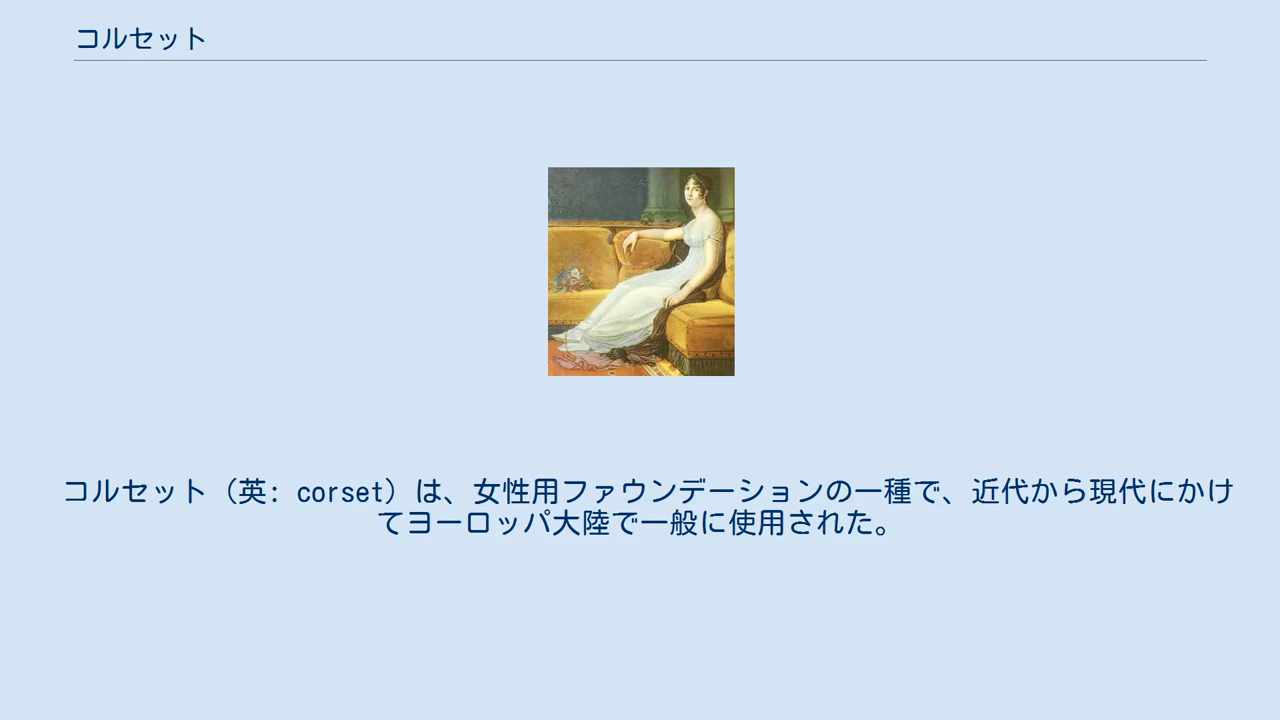 コルセット
コルセット（英: corset）は、女性用ファウンデーションの一種で、近代から現代にかけ
てヨーロッパ大陸で一般に使用された。